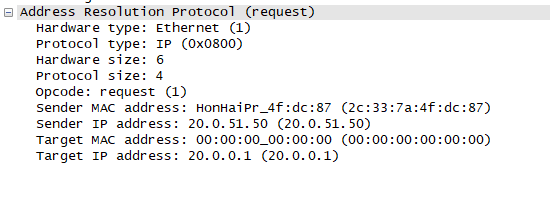 Address Resolution Protocol (request)
Hardware type: Ethernet (1)
Protocol type: IP (0x0800)
Hardware size: 6
Protocol size: 4
Opcode: request (1)
Sender MAC address: HonHaiPr_4f:dc:87 (2c:33:7a:4f:dc:87)
Sender IP address: 20.0.51.50 (20.0.51.50)
Target MAC address: 00:00:00_00:00:00 (00:00:00:00:00:00)
Target IP address: 20.0.0.1 (20.0.0.1)